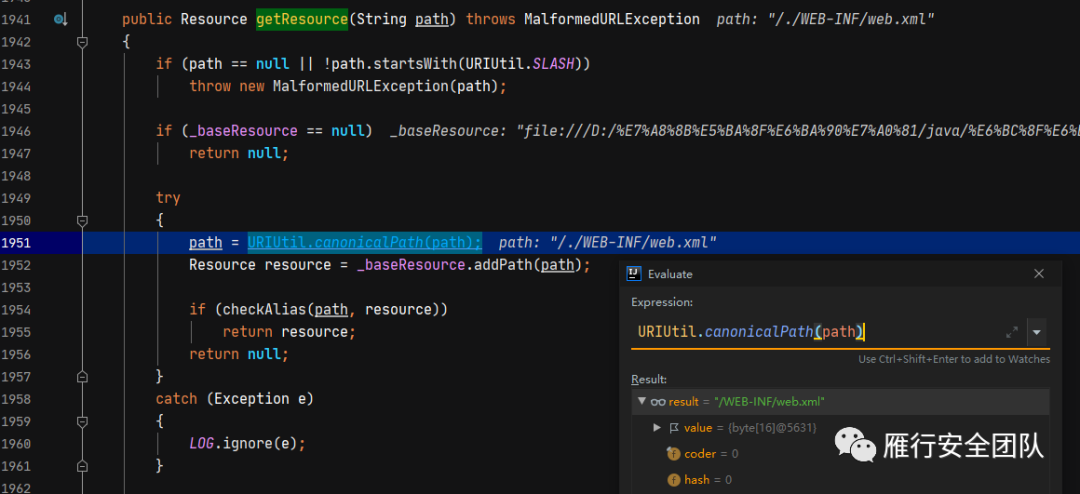 1941 public Resource getResource(String path) throws MalformedURLException path: "/./WEB-INF/web.xml"
1942 {
1943 if (path == null || !path.startsWith(URIUtil.SLASH))
1944 throw new MalformedURLException(path);
1945
1946 if (_baseResource == null) _baseResource: "file:///D:/%E7%A8%8B%E5%BA%8F%E6%BA%90%E7%A0%81/java/%E6%BC%8F%E6%
1947 return null;
1948
1949 try
1950 {
1951 path = URIUtil.canonicalPath(path); path: "/./WEB-INF/web.xml"
1952 Resource resource = _baseResource.addPath(path);
1953
1954 if (checkAlias(path, resource))
1955 return resource;
1956 return null;
1957 }
1958 catch (Exception e)
1959 {
1960 LOG.ignore(e);
1961 }
1962
Evaluate
Expression:
URIUtil.canonicalPath(path)
Use Ctrl+Shift+Enter to add to Watches
Result:
result = "/WEB-INF/web.xml"
value = {byte[16]@5631}
coder = 0
hash = 0
雁行安全团队